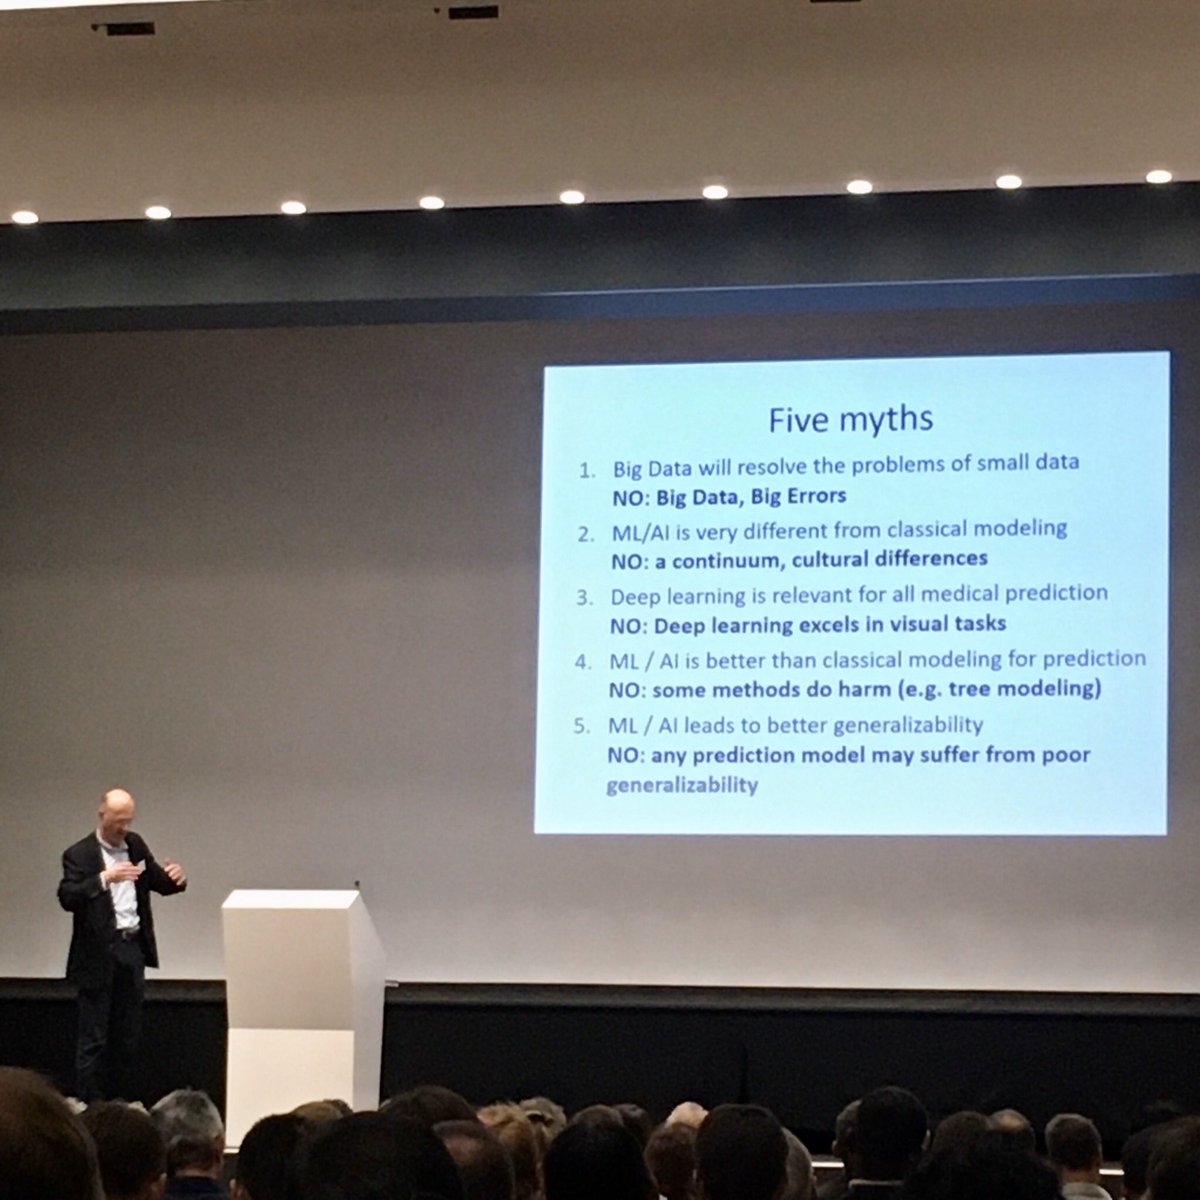 Five myths
1. Big Data will resolve the problems of small data
NO: Big Data, Big Errors
2. ML/AI is very different from classical modeling
NO: a continuum, cultural differences
3. Deep learning is relevant for all medical prediction
NO: Deep learning excels in visual tasks
4. ML / AI is better than classical modeling for prediction
NO: some methods do harm (e.g. tree modeling)
5. ML / AI leads to better generalizability
NO: any prediction model may suffer from poor
generalizability